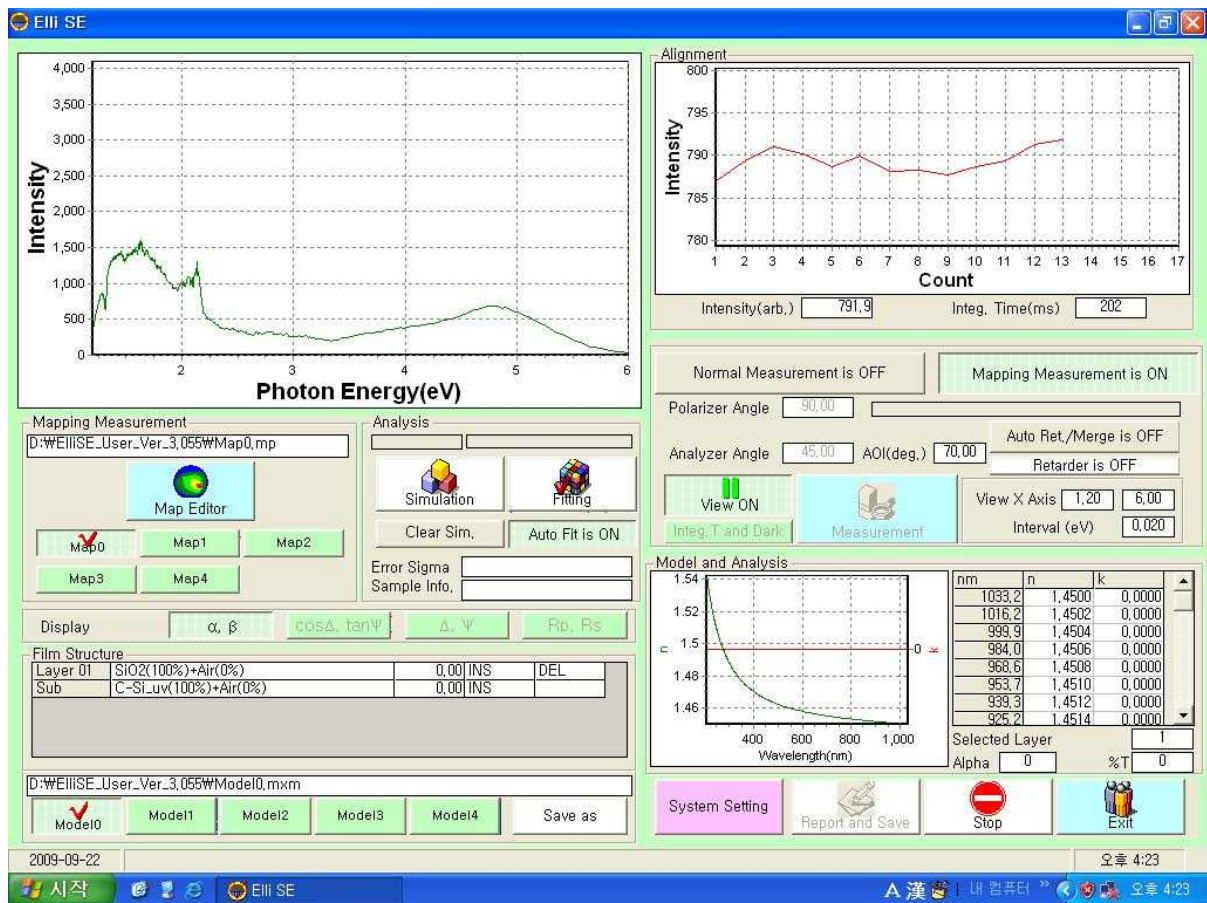 Elli SE
4,000
3,500
3,000
2,500
2,000
1,500
1,000
500
0
Intensity
2 3 4 5 6
Photon Energy(eV)
Alignment
800
795
790
785
780
Intensity
1 2 3 4 5 6 7 8 9 10 11 12 13 14 15 16 17
Count
Intensity(arb,) 791,9 Integ, Time(ms) 202
Normal Measurement is OFF Mapping Measurement is ON
Polarizer Angle 90,00
Analyzer Angle 45,00 AOI(deg,) 70,00
Auto Ret,/Merge is OFF
Retarder is OFF
View ON
Integ,T and Dark
Measurement
View X Axis 1,20 6,00
Interval (eV) 0,020
Mapping Measurement
D:₩ElliSE_User_Ver_3,055₩Map0,mp
Map Editor
Map0 Map1 Map2
Map3 Map4
Analysis
Simulation Fitting
Clear Sim, Auto Fit is ON
Error Sigma
Sample Info,
Display α, β cosΔ, tanΨ Δ, Ψ Rp, Rs
Film Structure
Layer 01 SiO2(100%)+Air(0%) 0,00 INS DEL
Sub C-Si_uv(100%)+Air(0%) 0,00 INS
D:₩ElliSE_User_Ver_3,055₩Model0,mxm
Model0 Model1 Model2 Model3 Model4 Save as
Model and Analysis
1.54
1.52
1.5
1.48
1.46
n
0
k
400 600 800 1,000
Wavelength(nm)
nm n k
1033,2 1,4500 0,0000
1016,2 1,4502 0,0000
999,9 1,4504 0,0000
984,0 1,4506 0,0000
968,6 1,4508 0,0000
953,7 1,4510 0,0000
939,3 1,4512 0,0000
925,2 1,4514 0,0000
Selected Layer 1
Alpha 0 %T 0
System Setting Report and Save Stop Exit
2009-09-22 오후 4:23
시작 Elli SE A 漢 내 컴퓨터 » 오후 4:23